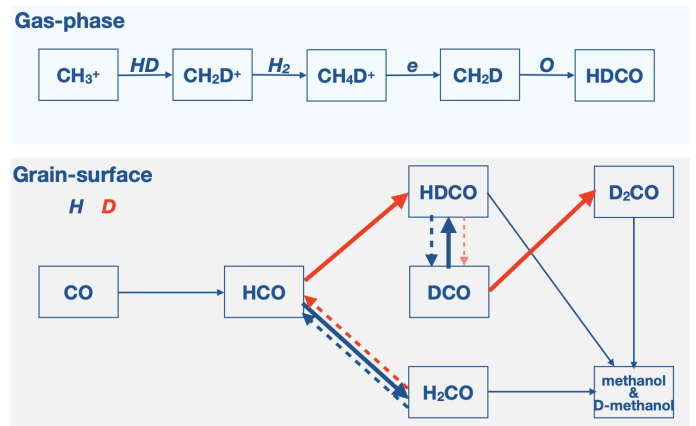 Gas-phase
CH₃⁺ HD CH₂D⁺ H₂ CH₄D⁺ e CH₂D O HDCO
Grain-surface
H D
HDCO D₂CO
CO HCO DCO
H₂CO
methanol
&
D-methanol